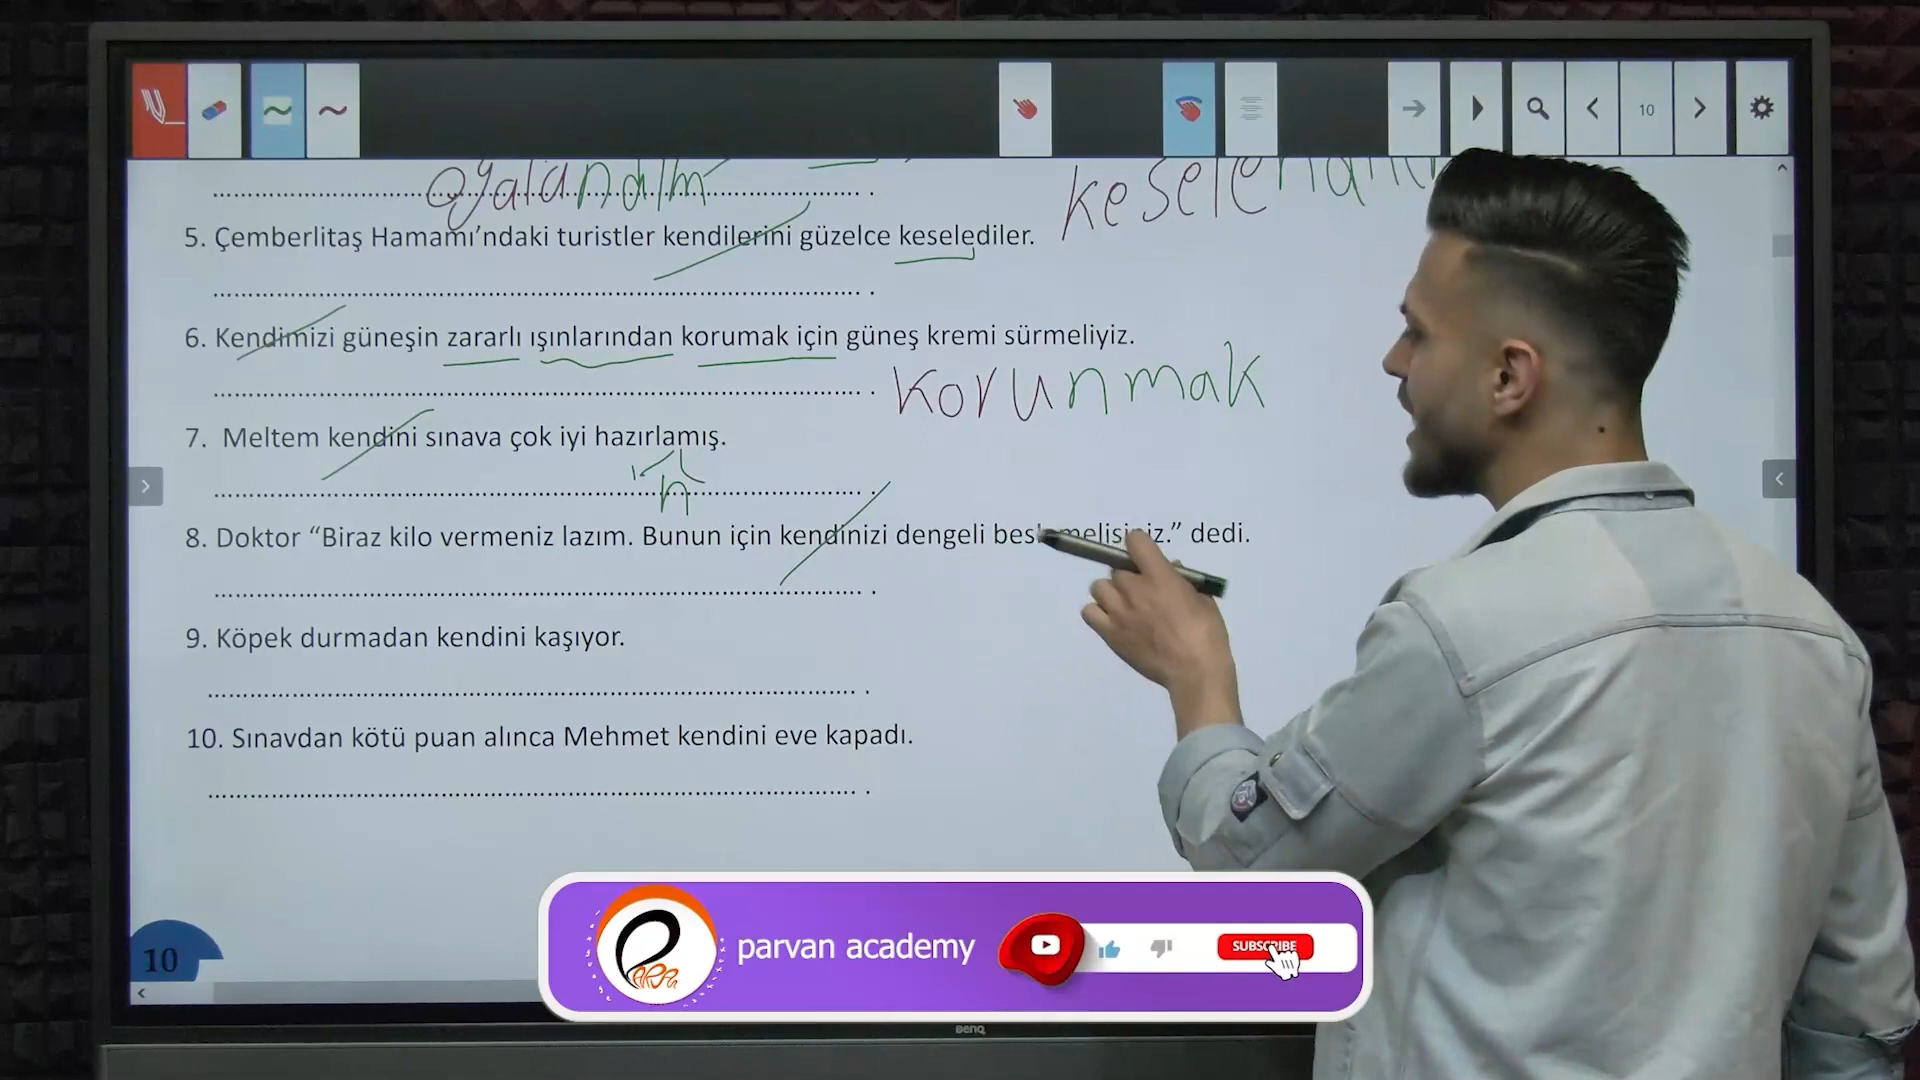 10
oyalandım
keselendiler
5. Çemberlitaş Hamamı’ndaki turistler kendilerini güzelce keselediler.
6. Kendimizi güneşin zararlı ışınlarından korumak için güneş kremi sürmeliyiz.
korunmak
7. Meltem kendini sınava çok iyi hazırlamış.
n
8. Doktor “Biraz kilo vermeniz lazım. Bunun için kendinizi dengeli dedi.
9. Köpek durmadan kendini kaşıyor.
10. Sınavdan kötü puan alınca Mehmet kendini eve kapadı.
10
parvan academy
SUBSCRIBE
BenQ